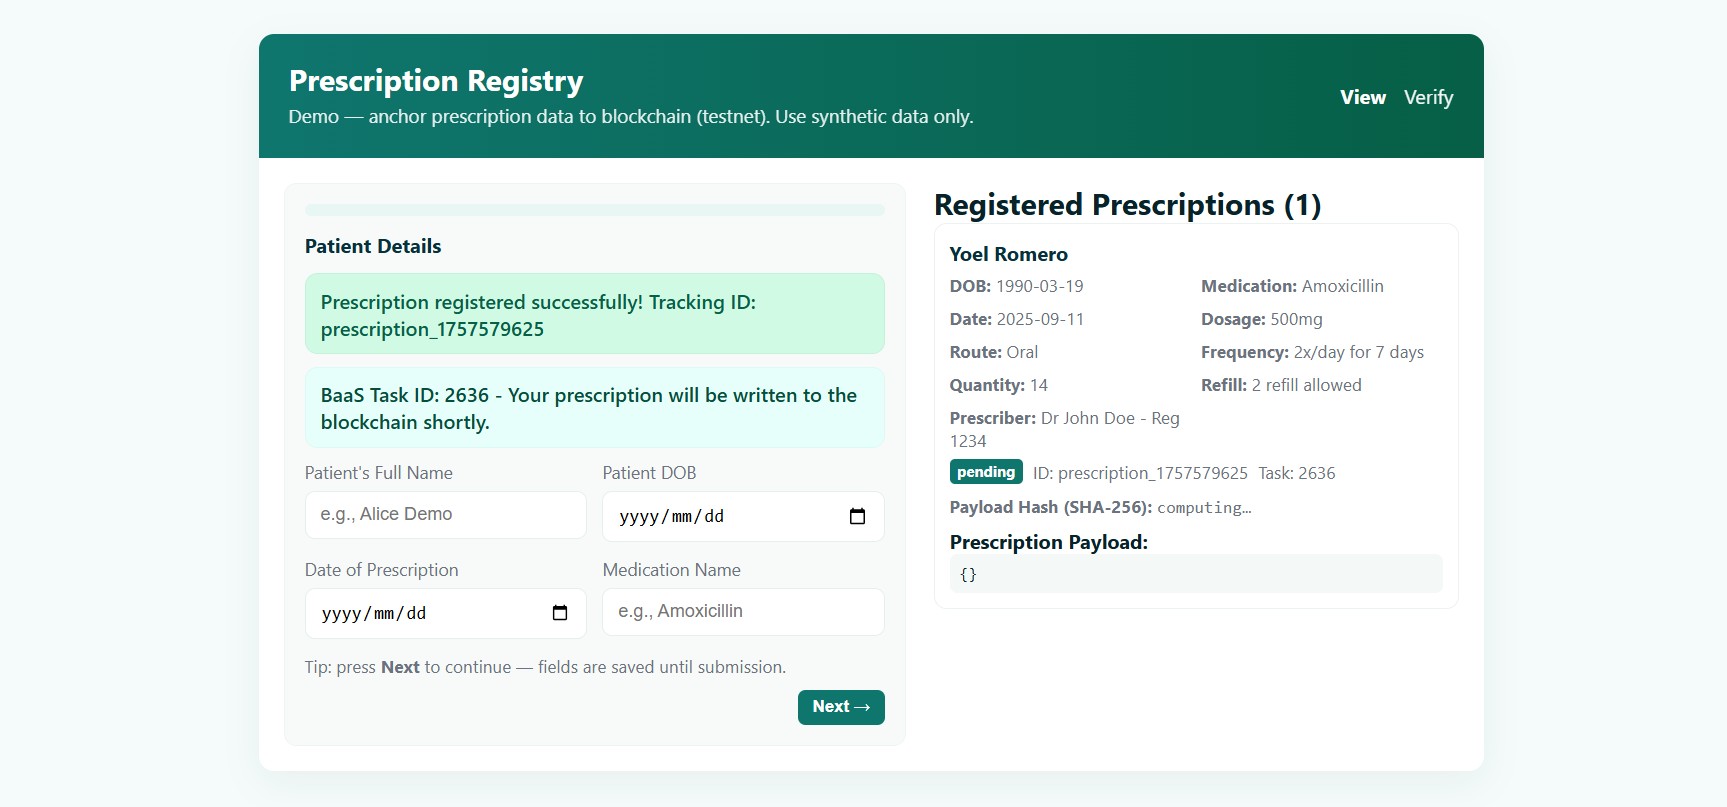 Prescription Registry
Demo — anchor prescription data to blockchain (testnet). Use synthetic data only.
View Verify
Patient Details
Prescription registered successfully! Tracking ID:
prescription_1757579625
BaaS Task ID: 2636 - Your prescription will be written to the
blockchain shortly.
Patient's Full Name
Patient DOB
e.g., Alice Demo
yyyy/mm/dd
Date of Prescription
Medication Name
yyyy/mm/dd
e.g., Amoxicillin
Tip: press Next to continue — fields are saved until submission.
Next →
Registered Prescriptions (1)
Yoel Romero
DOB: 1990-03-19
Medication: Amoxicillin
Date: 2025-09-11
Dosage: 500mg
Route: Oral
Frequency: 2x/day for 7 days
Quantity: 14
Refill: 2 refill allowed
Prescriber: Dr John Doe - Reg
1234
pending ID: prescription_1757579625 Task: 2636
Payload Hash (SHA-256): computing…
Prescription Payload:
{}